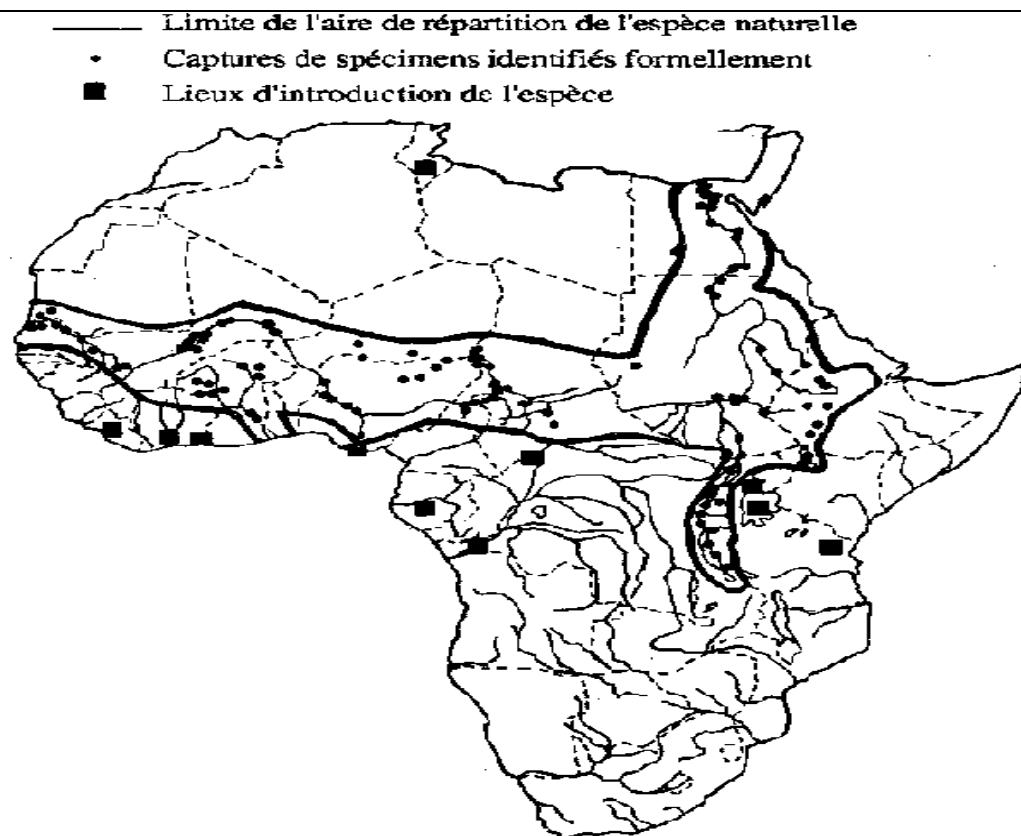 Limite de l'aire de répartition de l'espèce naturelle
Captures de spécimens identifiés formellement
Lieux d'introduction de l'espèce